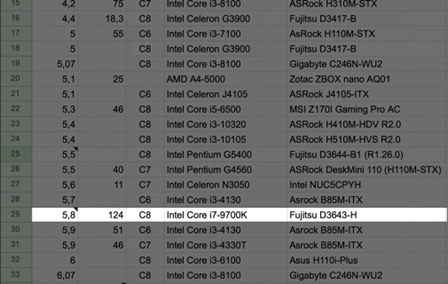 15 4,2 75 C7 Intel Core i3-8100 ASRock H310M-STX
16 4,4 18,3 C8 Intel Celeron G3900 Fujitsu D3417-B
17 5 55 C6 Intel Core i3-7100 AsRock H110M-STX
18 5 C8 Intel Celeron G3900 Fujitsu D3417-B
19 5,07 C8 Intel Core i3-8100 Gigabyte C246N-WU2
20 5,1 25 AMD A4-5000 Zotac ZBOX nano AQ01
21 5,1 C6 Intel Celeron J4105 ASRock J4105-ITX
22 5,3 46 C8 Intel Core i5-6500 MSI Z170I Gaming Pro AC
23 5,4 C8 Intel Core i3-10320 ASRock H410M-HDV R2.0
24 5,4 C8 Intel Core i3-10105 ASRock H510M-HVS R2.0
25 5,5 C8 Intel Pentium G5400 Fujitsu D3644-B1 (R1.26.0)
26 5,5 40 C7 Intel Pentium G4560 ASRock DeskMini 110 (H110M-STX)
27 5,6 11 C7 Intel Celeron N3050 Intel NUC5CPYH
28 5,7 C6 Intel Core i3-4130 Asrock B85M-ITX
29 5,8 124 C8 Intel Core i7-9700K Fujitsu D3643-H
30 5,9 51 C6 Intel Core i3-4130 Asrock B85M-ITX
31 5,9 46 C7 Intel Core i3-4330T Asrock B85M-ITX
32 6 C8 Intel Core i3-6100 Asus H110i-Plus
33 6,07 C8 Intel Core i3-8100 Gigabyte C246N-WU2